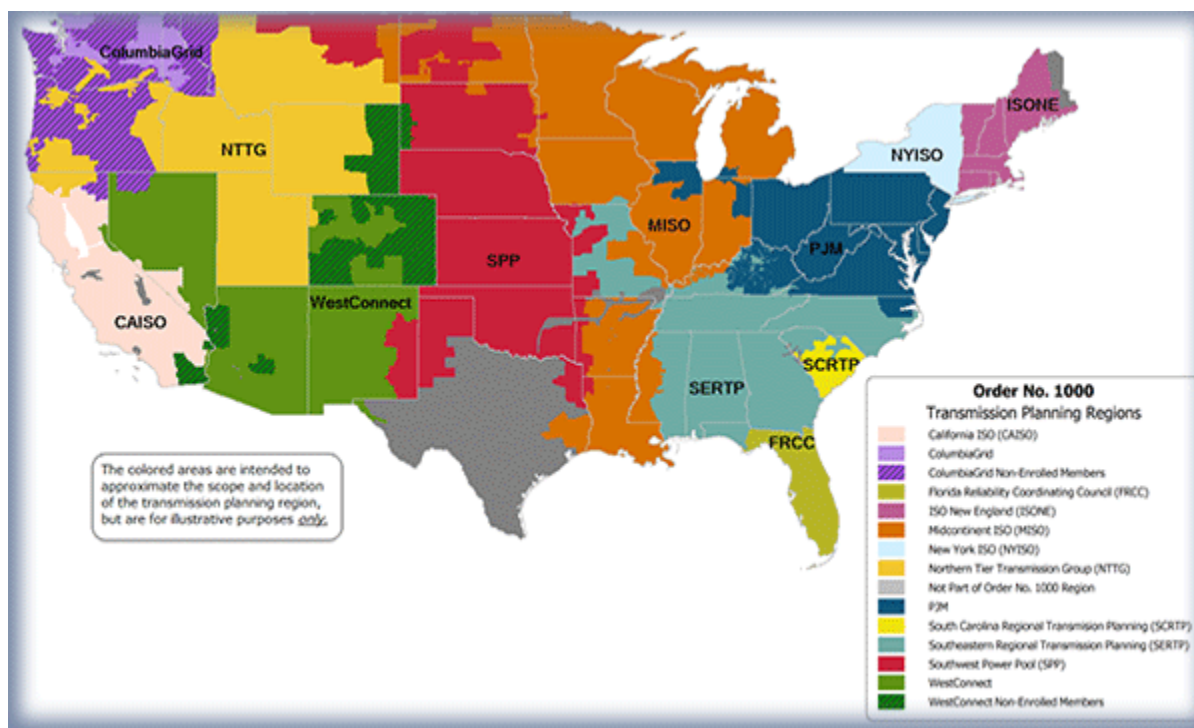 ColumbiaGrid
ISONE
NTTG
NYISO
MISO
PJM
SPP
WestConnect
CAISO
SCRTP
SERTP
FRCC
The colored areas are intended to
approximate the scope and location
of the transmission planning region,
but are for illustrative purposes only.
Order No. 1000
Transmission Planning Regions
California ISO (CAISO)
ColumbiaGrid
ColumbiaGrid Non-Enrolled Members
Florida Reliability Coordinating Council (FRCC)
ISO New England (ISONE)
Midcontinent ISO (MISO)
New York ISO (NYISO)
Northern Tier Transmission Group (NTTG)
Not Part of Order No. 1000 Region
PJM
South Carolina Regional Transmision Planning (SCRTP)
Southeastern Regional Transmission Planning (SERTP)
Southwest Power Pool (SPP)
WestConnect
WestConnect Non-Enrolled Members